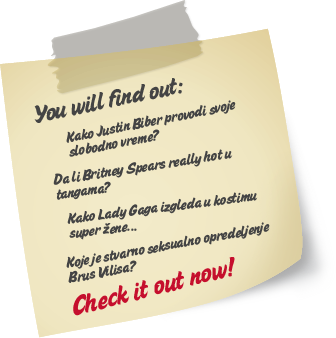 You will find out:
Kako Justin Biber provodi svoje
slobodno vreme?
Da li Britney Spears really hot u
tangama?
Kako Lady Gaga izgleda u kostimu
super žene...
Koje je stvarno seksualno opredeljenje
Brus Vilisa?
Check it out now!